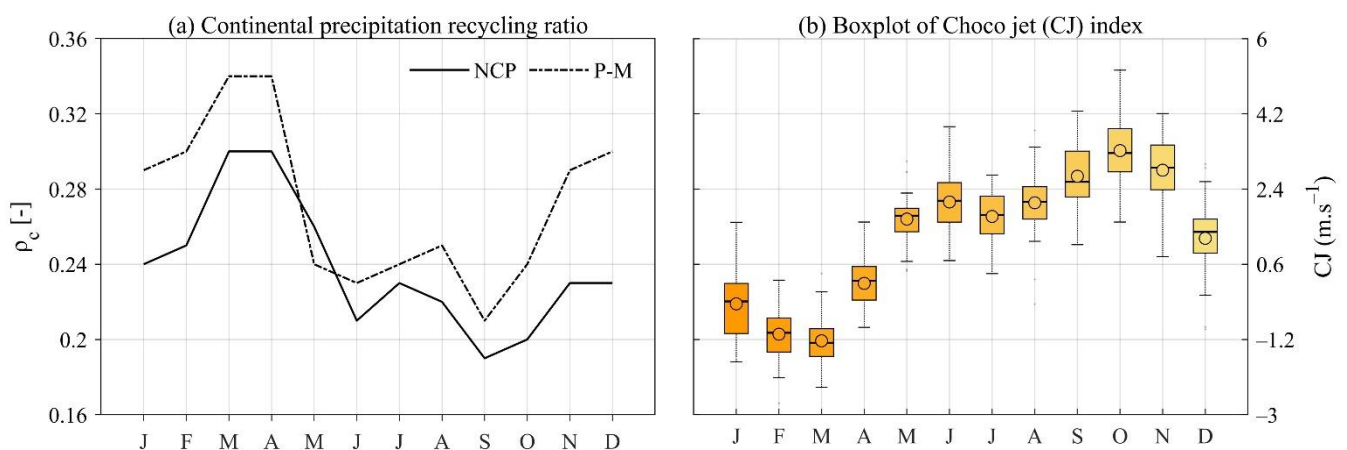 (a) Continental precipitation recycling ratio
0.36
0.32
0.28
0.24
0.2
0.16
ρc [-]
NCP
P-M
J F M A M J J A S O N D
(b) Boxplot of Choco jet (CJ) index
6
4.2
2.4
0.6
−1.2
−3
CJ (m.s⁻¹)
J F M A M J J A S O N D